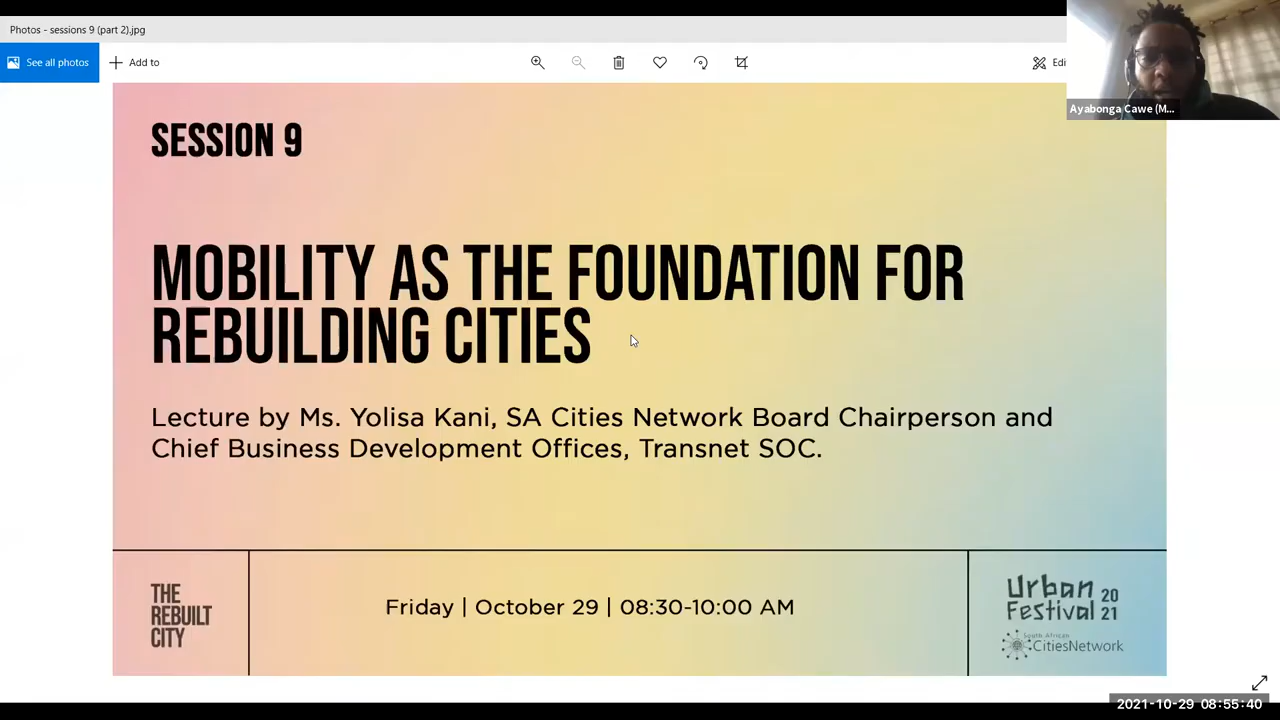 Photos - sessions 9 (part 2).jpg
See all photos
Add to
Edi
Ayabonga Cawe (M...
SESSION 9
MOBILITY AS THE FOUNDATION FOR
REBUILDING CITIES
Lecture by Ms. Yolisa Kani, SA Cities Network Board Chairperson and
Chief Business Development Offices, Transnet SOC.
THE
REBUILT
CITY
Friday | October 29 | 08:30-10:00 AM
Urban 20
Festival 21
South African
CitiesNetwork
2021-10-29 08:55:40